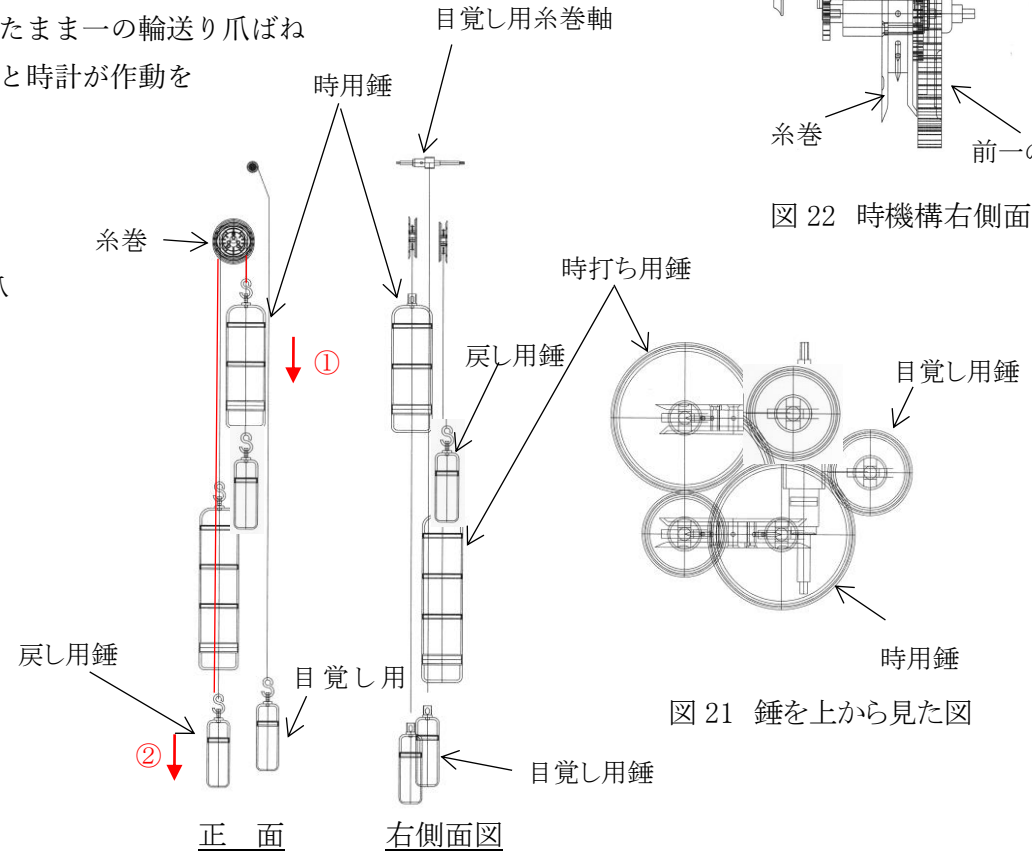 たまま一の輪送り爪ばね
と時計が作動を
目覚し用糸巻軸
時用錘
糸巻
①
戻し用錘
時打ち用錘
戻し用錘
目覚し用
②
目覚し用錘
正　面
右側面図
糸巻
前一の
図 22 時機構右側面
目覚し用錘
時用錘
図 21 錘を上から見た図